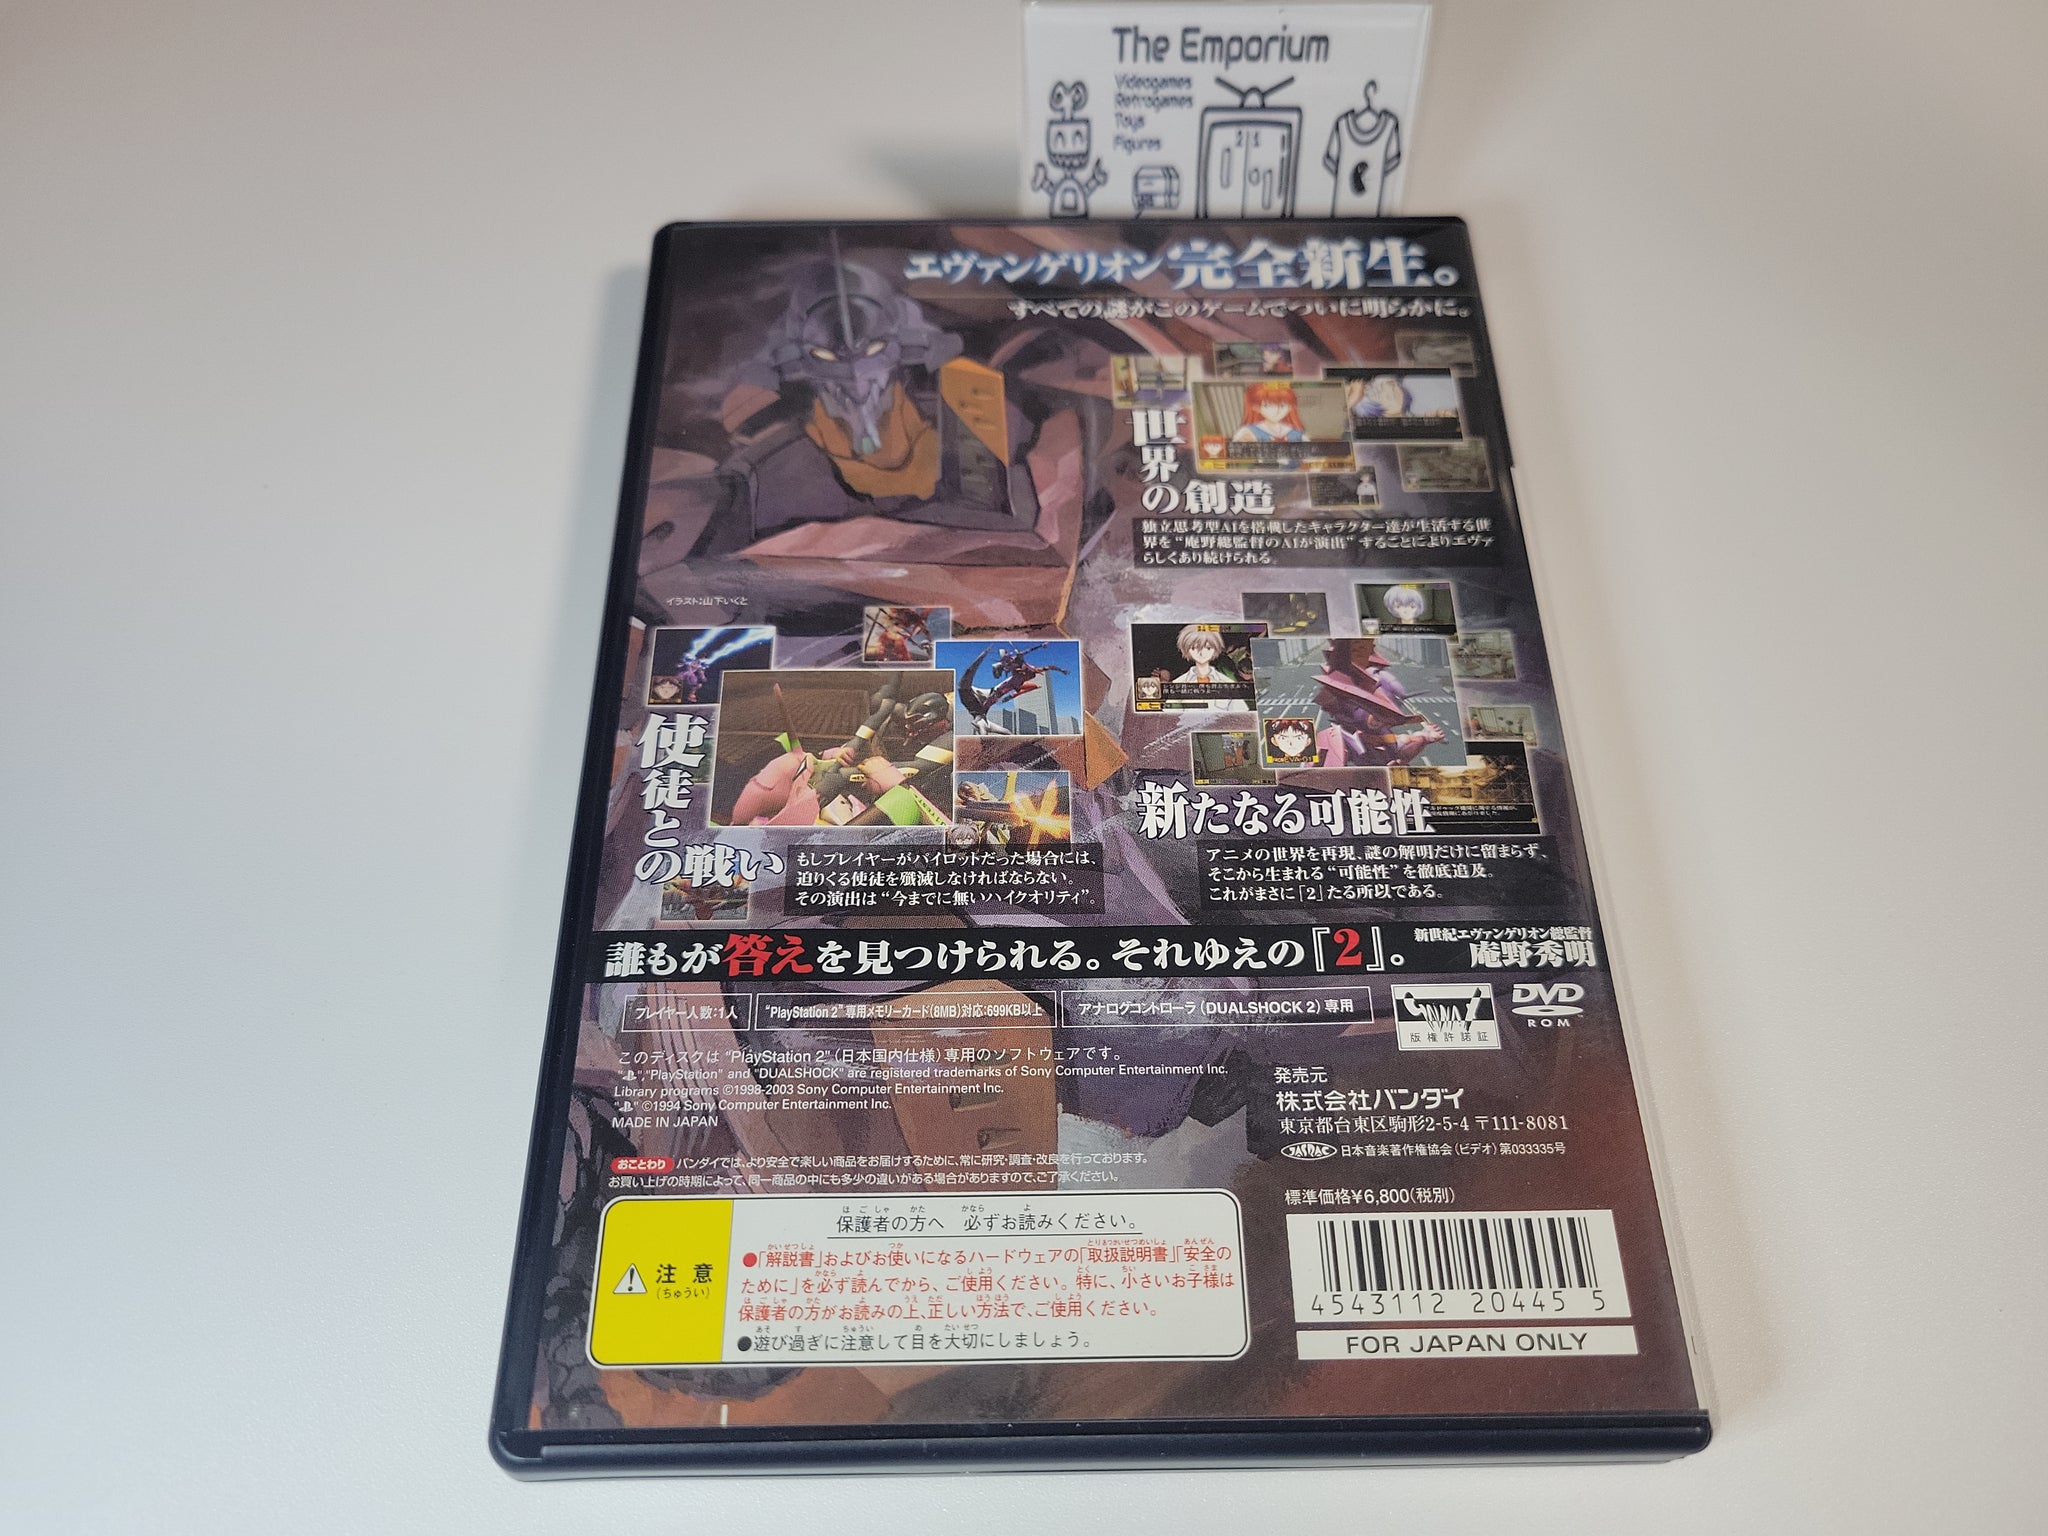 The Emporium
Videogames
Retrogames
Toys
Figures
エヴァンゲリオン 完全新生。
すべての謎がこのゲームでついに明らかに。
世界の創造
独立思考型AIを搭載したキャラクター達が生活する世
界を“庵野総監督のAIが演出”することによりエヴァ
らしくあり続けられる。
イラスト:山下いくと
使徒との戦い
もしプレイヤーがパイロットだった場合には、
迫りくる使徒を殲滅しなければならない。
その演出は“今までに無いハイクオリティ”。
新たなる可能性
アニメの世界を再現、謎の解明だけに留まらず、
そこから生まれる“可能性”を徹底追及。
これがまさに「2」たる所以である。
誰もが答えを見つけられる。それゆえの『2』。
新世紀エヴァンゲリオン総監督
庵野秀明
プレイヤー人数:1人
“PlayStation 2”専用メモリーカード(8MB)対応:699KB以上
アナログコントローラ(DUALSHOCK 2)専用
GAINAX
版権許諾証
DVD
ROM
このディスクは “PlayStation 2”(日本国内仕様)専用のソフトウェアです。
" ","PlayStation" and "DUALSHOCK" are registered trademarks of Sony Computer Entertainment Inc.
Library programs ©1998-2003 Sony Computer Entertainment Inc.
" " ©1994 Sony Computer Entertainment Inc.
MADE IN JAPAN
発売元
株式会社バンダイ
東京都台東区駒形2-5-4 〒111-8081
JASRAC 日本音楽著作権協会(ビデオ)第033335号
おことわり バンダイでは、より安全で楽しい商品をお届けするために、常に研究・調査・改良を行っております。
お買い上げの時期によって、同一商品の中にも多少の違いがある場合がありますので、ご了承ください。
標準価格¥6,800(税別)
注意
(ちゅうい)
保護者の方へ 必ずお読みください。
●「解説書」およびお使いになるハードウェアの「取扱説明書」「安全の
ために」を必ず読んでから、ご使用ください。特に、小さいお子様は
保護者の方がお読みの上、正しい方法で、ご使用ください。
●遊び過ぎに注意して目を大切にしましょう。
4543112 20445 5
FOR JAPAN ONLY